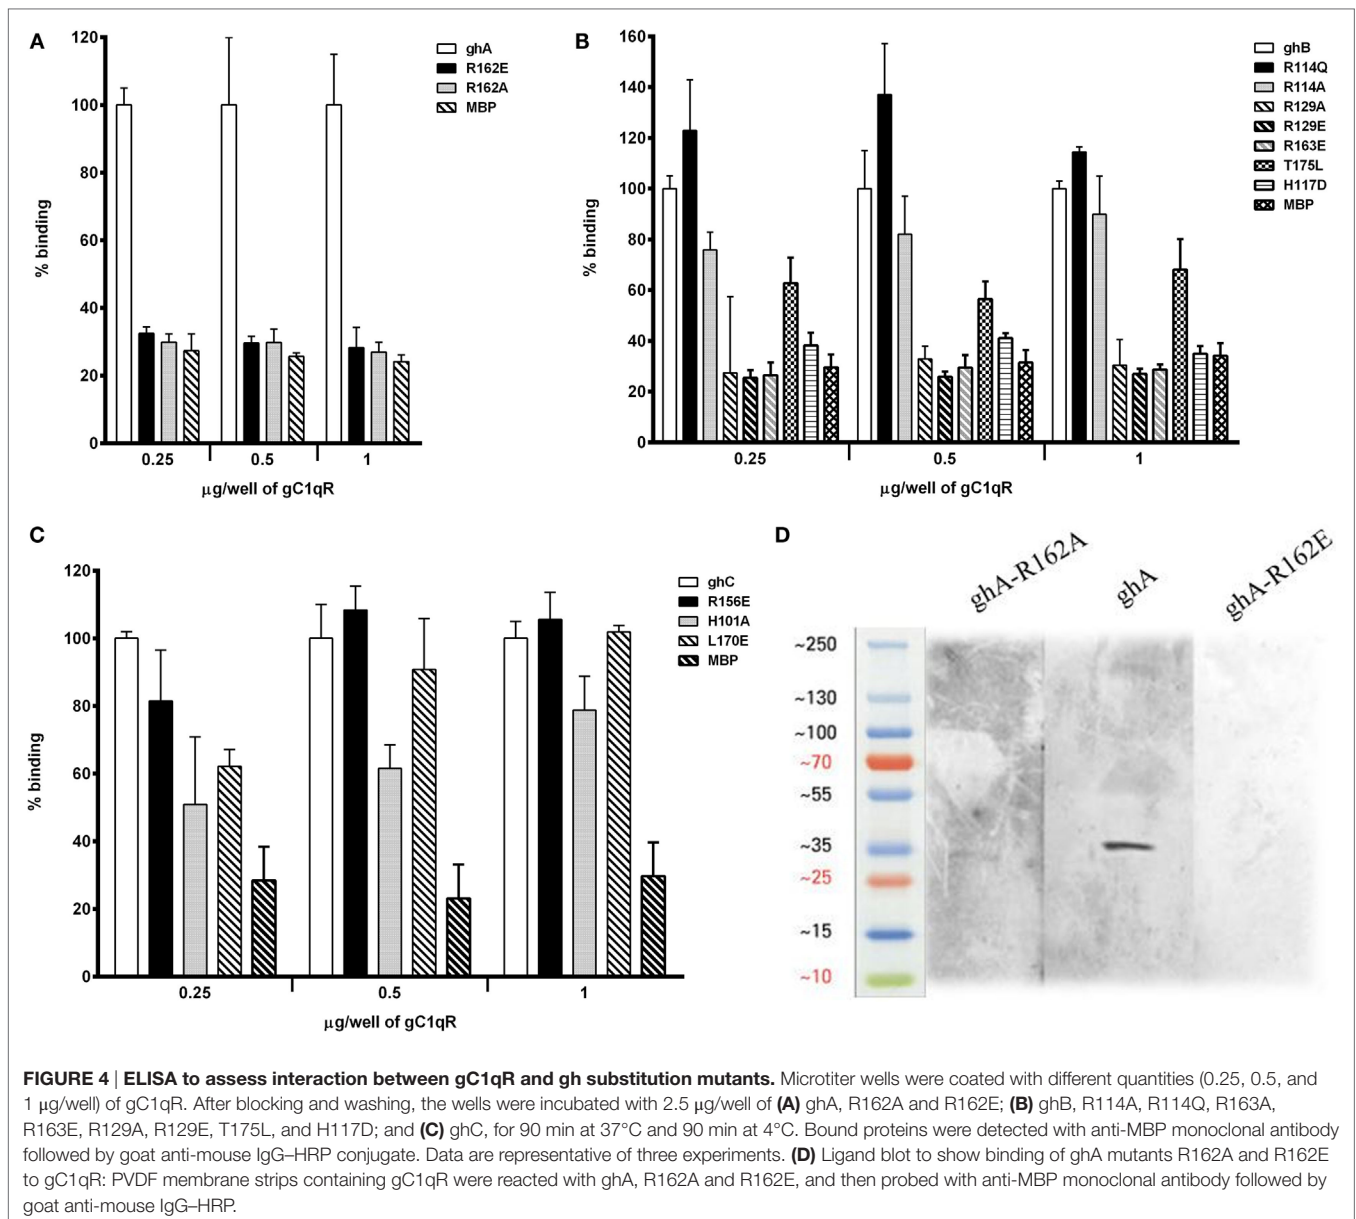 A
120
100
80
60
40
20
0
% binding
0.25 0.5 1
μg/well of gC1qR
ghA
R162E
R162A
MBP
B
160
140
120
100
80
60
40
20
0
% binding
0.25 0.5 1
μg/well of gC1qR
ghB
R114Q
R114A
R129A
R129E
R163E
T175L
H117D
MBP
C
120
100
80
60
40
20
0
% binding
0.25 0.5 1
μg/well of gC1qR
ghC
R156E
H101A
L170E
MBP
D
ghA-R162A
ghA
ghA-R162E
~250
~130
~100
~70
~55
~35
~25
~15
~10
FIGURE 4 | ELISA to assess interaction between gC1qR and gh substitution mutants. Microtiter wells were coated with different quantities (0.25, 0.5, and
1 μg/well) of gC1qR. After blocking and washing, the wells were incubated with 2.5 μg/well of (A) ghA, R162A and R162E; (B) ghB, R114A, R114Q, R163A,
R163E, R129A, R129E, T175L, and H117D; and (C) ghC, for 90 min at 37°C and 90 min at 4°C. Bound proteins were detected with anti-MBP monoclonal antibody
followed by goat anti-mouse IgG–HRP conjugate. Data are representative of three experiments. (D) Ligand blot to show binding of ghA mutants R162A and R162E
to gC1qR: PVDF membrane strips containing gC1qR were reacted with ghA, R162A and R162E, and then probed with anti-MBP monoclonal antibody followed by
goat anti-mouse IgG–HRP.